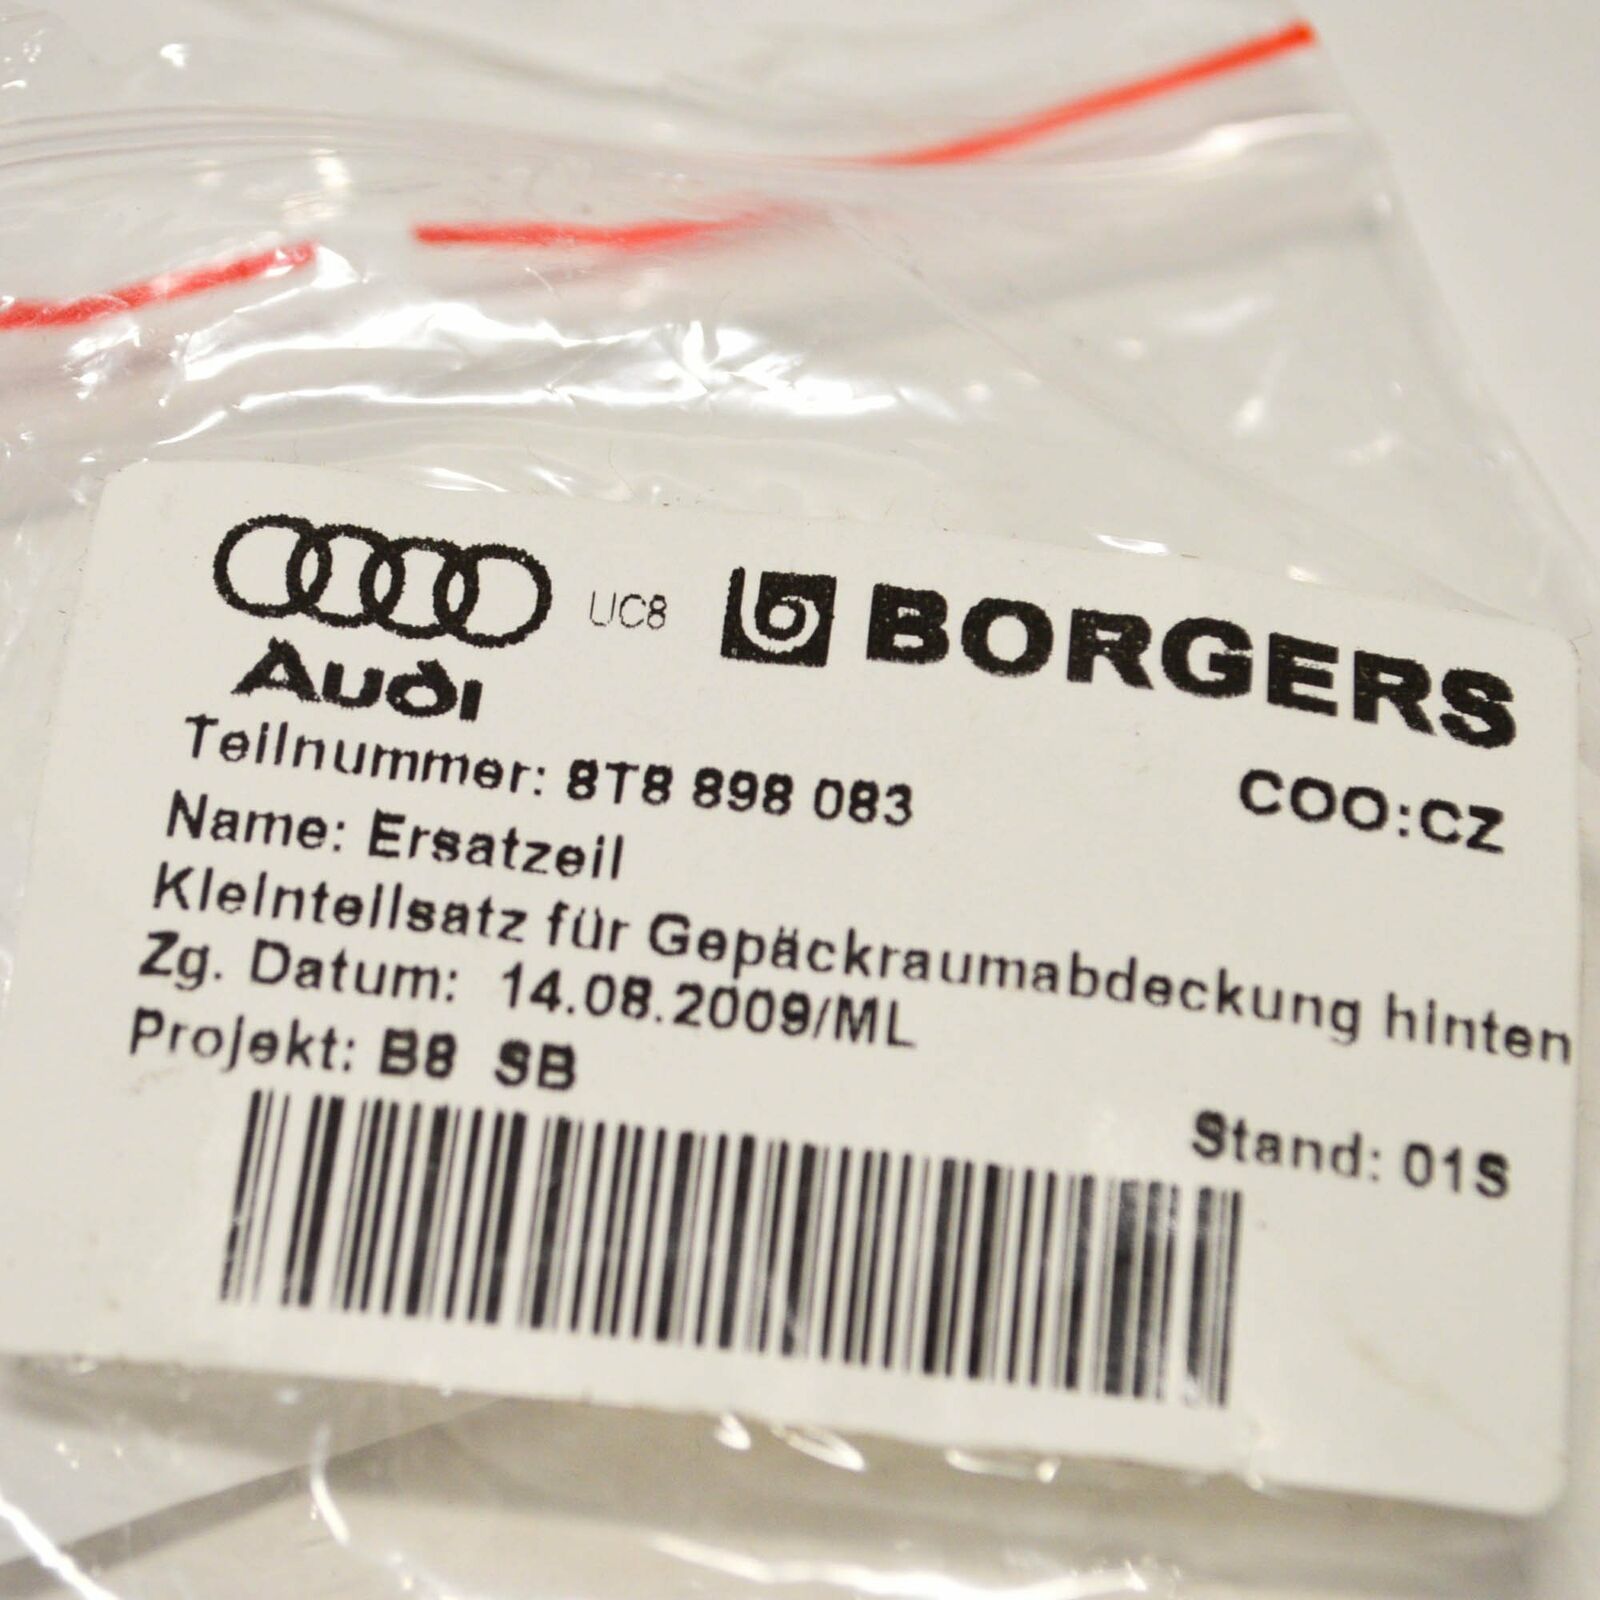 Audi UC8 BORGERS
Teilnummer: 8T8 898 083 COO:CZ
Name: Ersatzeil
Kleinteilsatz für Gepäckraumabdeckung hinten
Zg. Datum: 14.08.2009/ML
Projekt: B8 SB
Stand: 01S